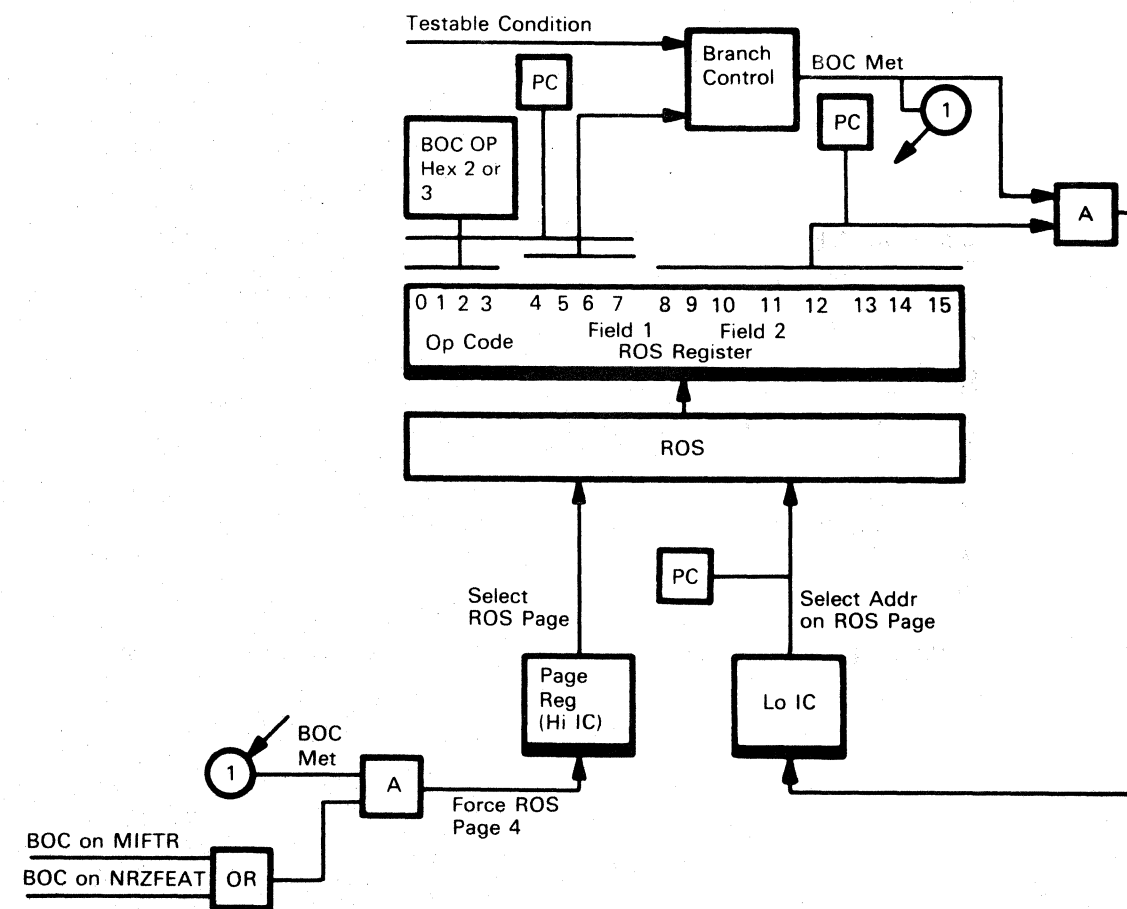 Testable Condition
Branch
Control
BOC Met
PC
1
PC
BOC OP
Hex 2 or
3
A
0 1 2 3 4 5 6 7 8 9 10 11 12 13 14 15
Op Code Field 1 Field 2
ROS Register
ROS
PC
Select
ROS Page
Select Addr
on ROS Page
Page
Reg
(Hi IC)
Lo IC
BOC
Met
1
A
Force ROS
Page 4
BOC on MIFTR
BOC on NRZFEAT
OR